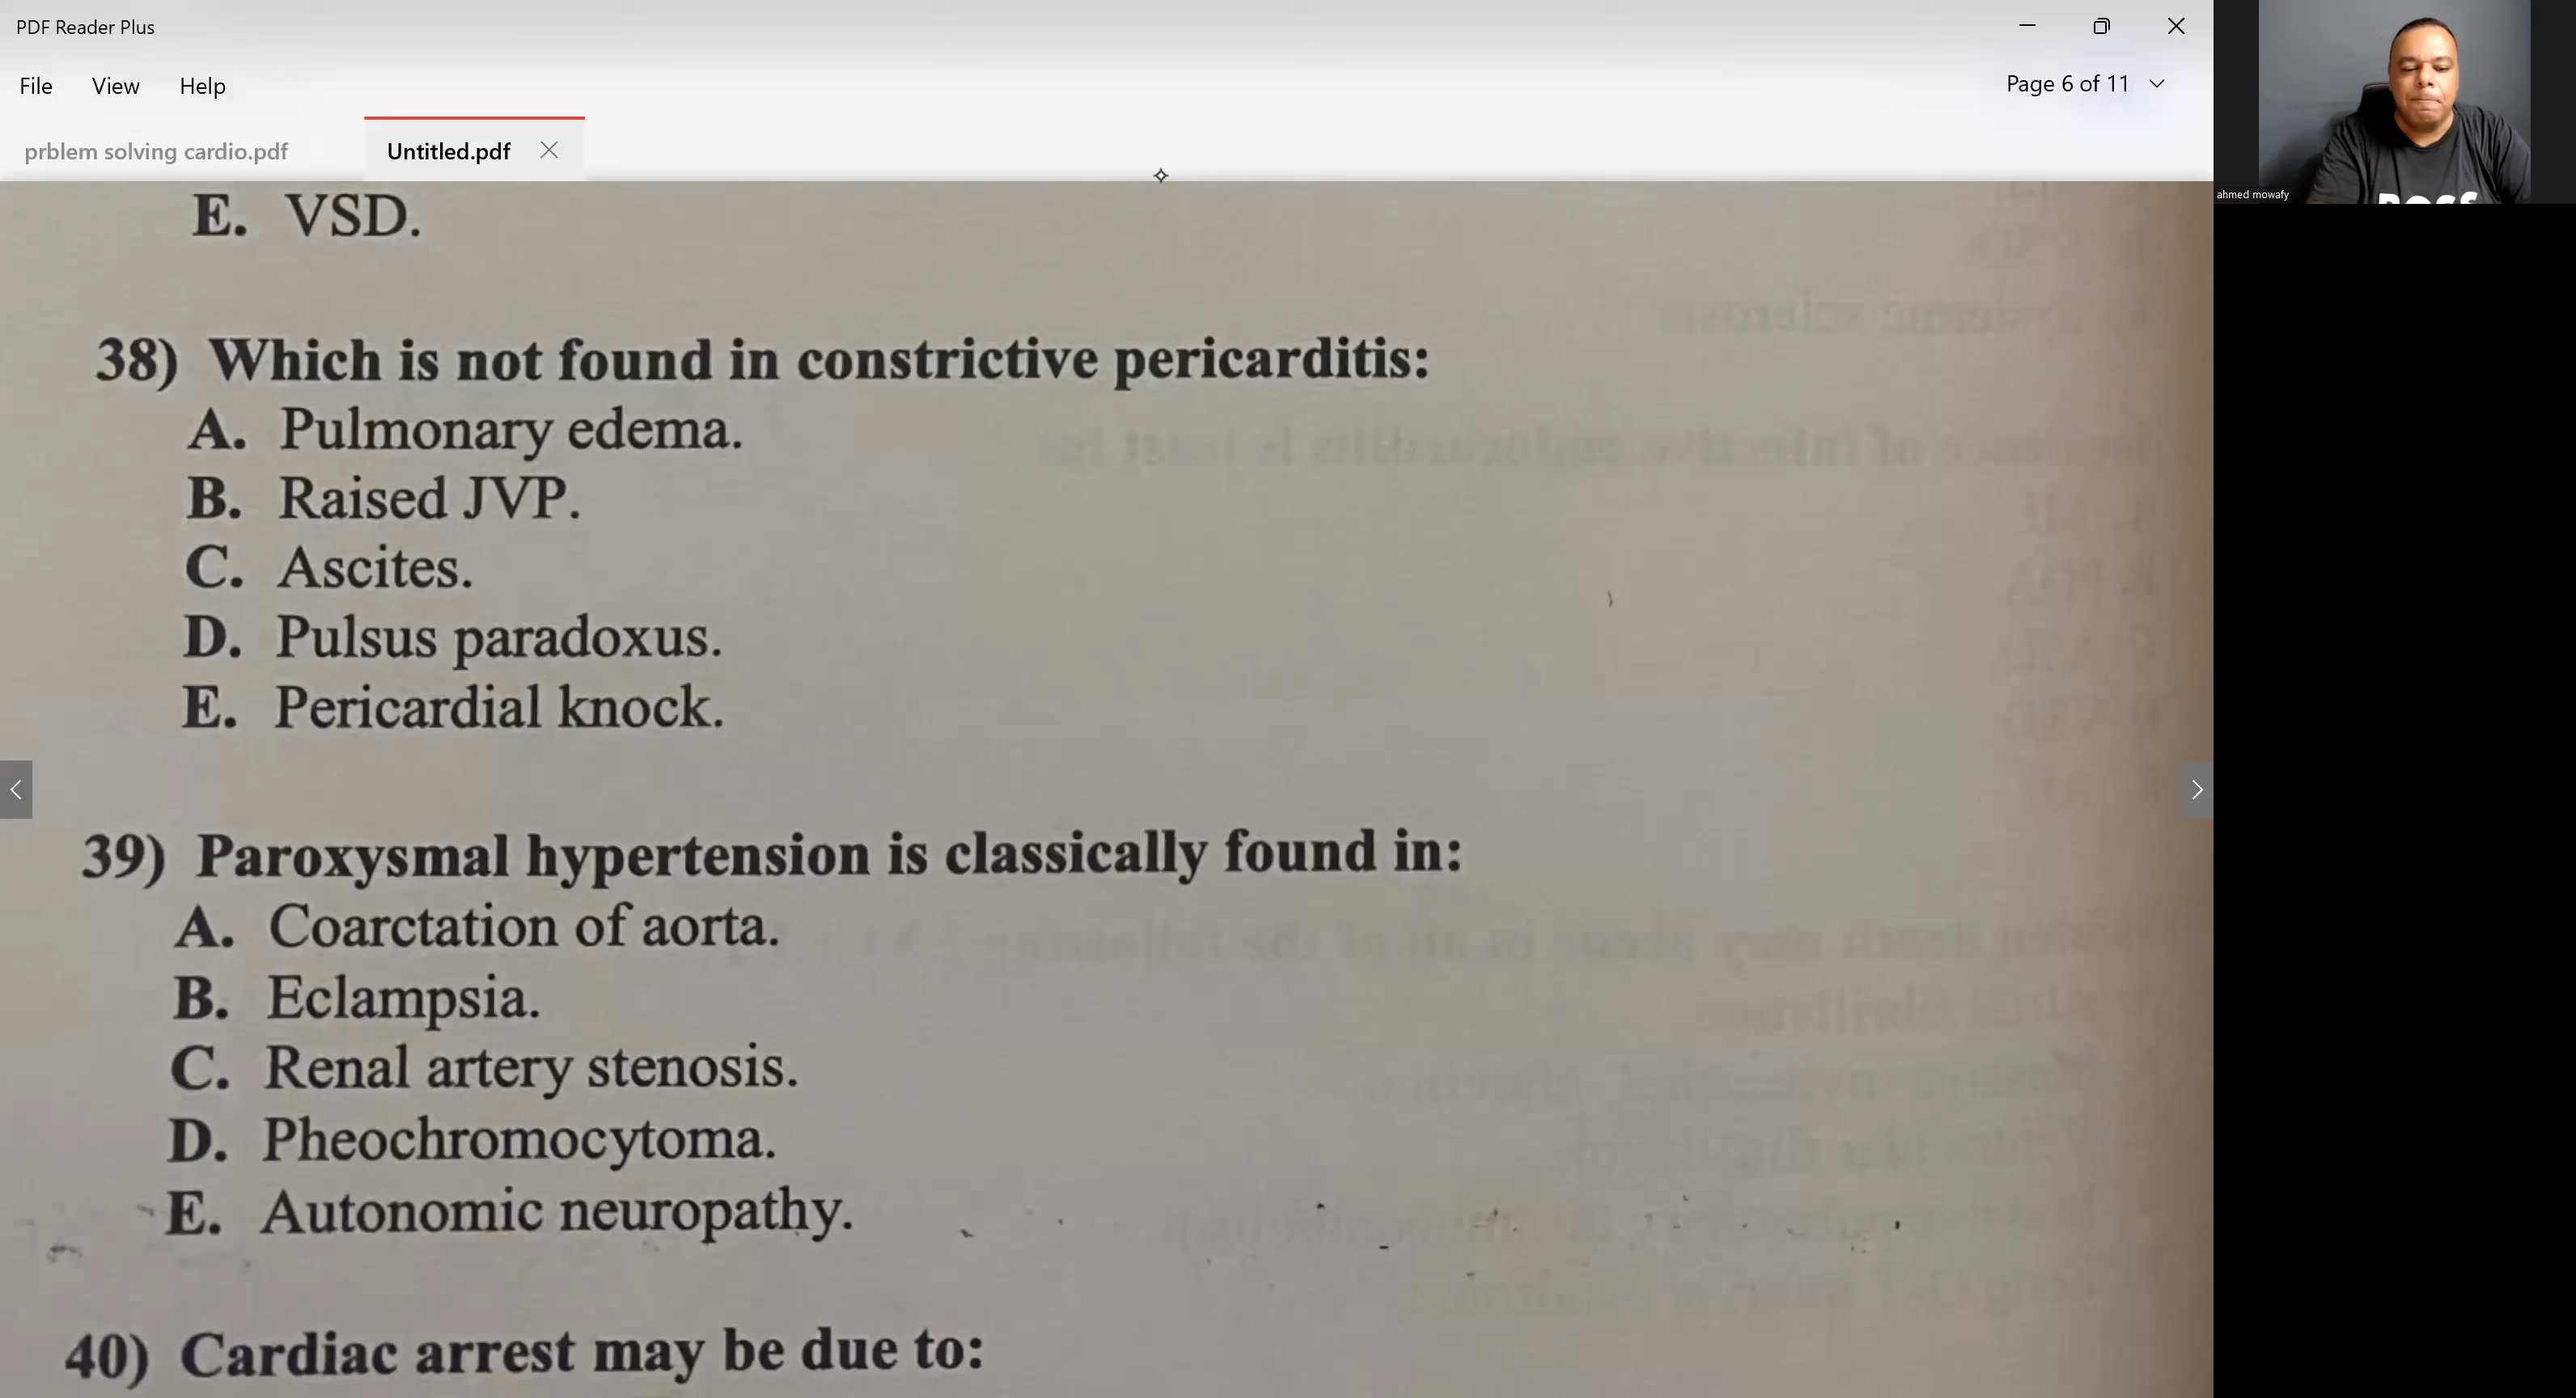 PDF Reader Plus
File View Help
Page 6 of 11
prblem solving cardio.pdf
Untitled.pdf
ahmed mowafy
BOSS
E. VSD.
38) Which is not found in constrictive pericarditis:
A. Pulmonary edema.
B. Raised JVP.
C. Ascites.
D. Pulsus paradoxus.
E. Pericardial knock.
39) Paroxysmal hypertension is classically found in:
A. Coarctation of aorta.
B. Eclampsia.
C. Renal artery stenosis.
D. Pheochromocytoma.
E. Autonomic neuropathy.
40) Cardiac arrest may be due to: